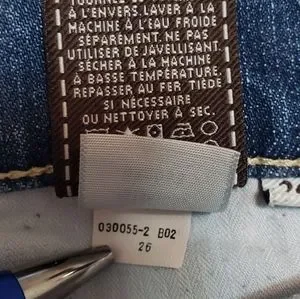 TOURNEZ
À L'ENVERS. LAVER À LA
MACHINE À L'EAU FROIDE
SÉPARÉMENT. NE PAS
UTILISER DE JAVELLISANT.
SÉCHER À LA MACHINE
À BASSE TEMPÉRATURE.
REPASSER AU FER TIÈDE
SI NÉCESSAIRE
OU NETTOYER À SEC.
030055-2 B02
26